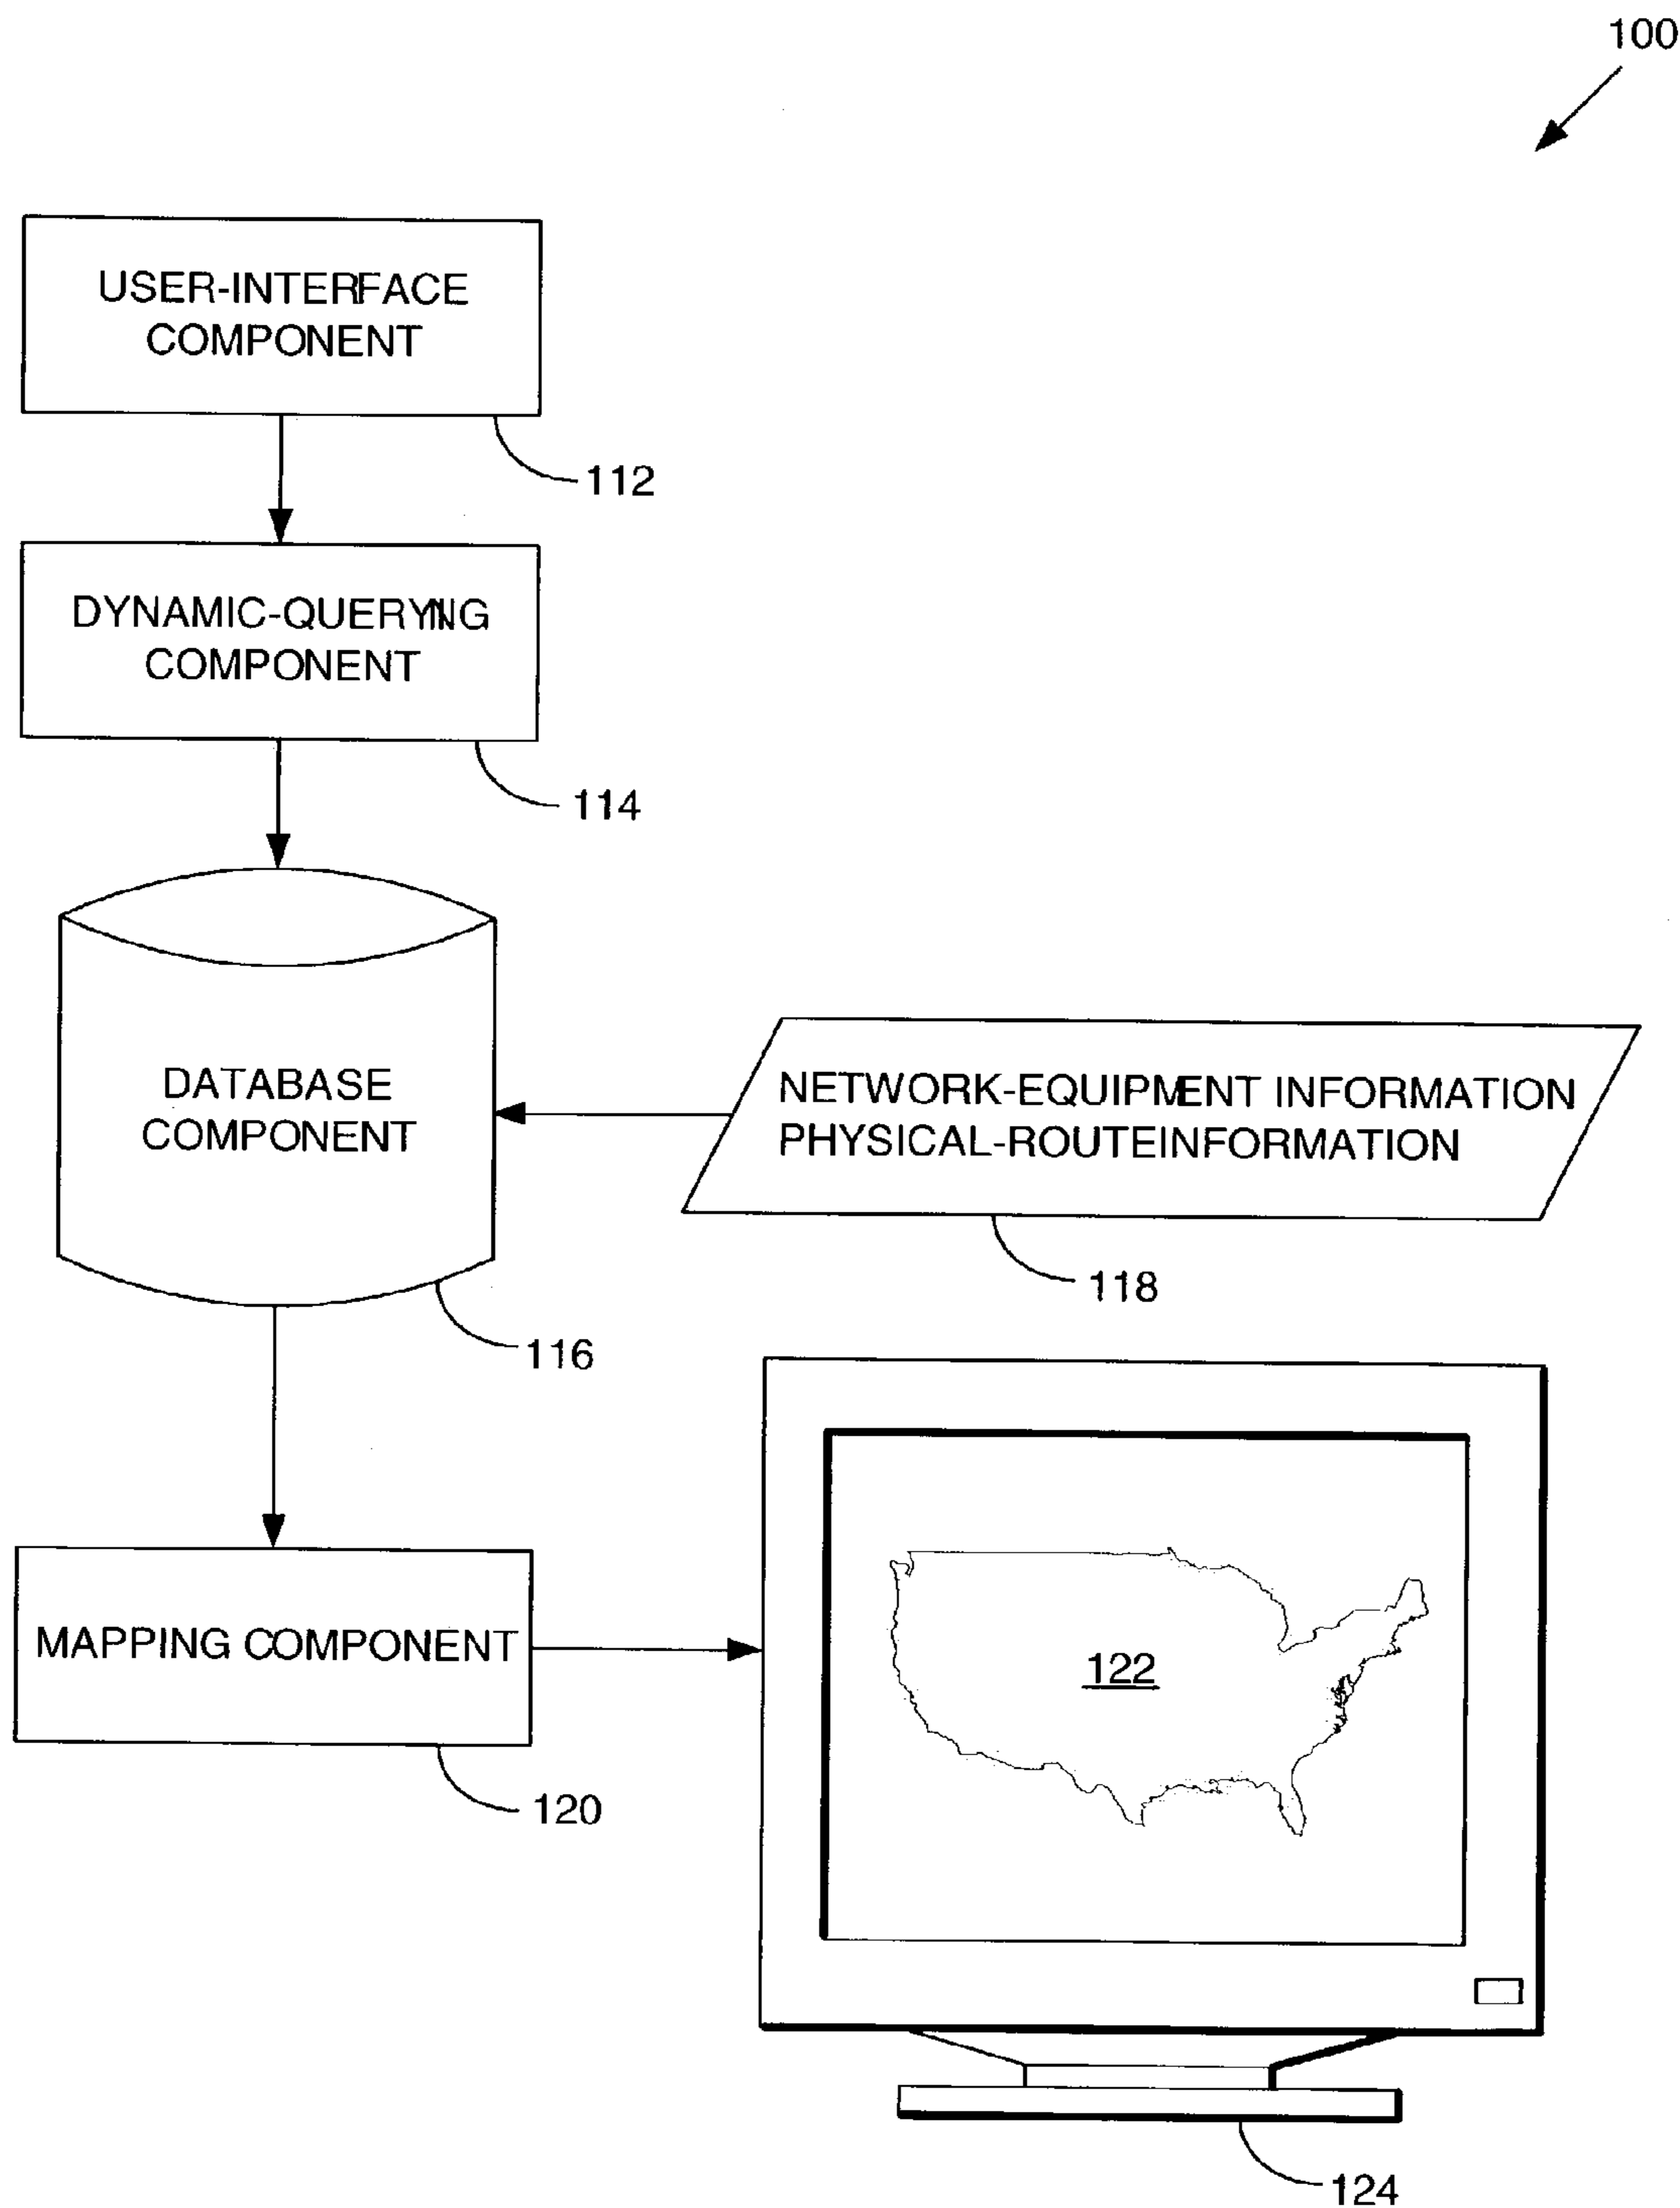 100
USER-INTERFACE
COMPONENT
112
DYNAMIC-QUERYING
COMPONENT
114
DATABASE
COMPONENT
116
NETWORK-EQUIPMENT INFORMATION
PHYSICAL-ROUTEINFORMATION
118
MAPPING COMPONENT
120
122
124